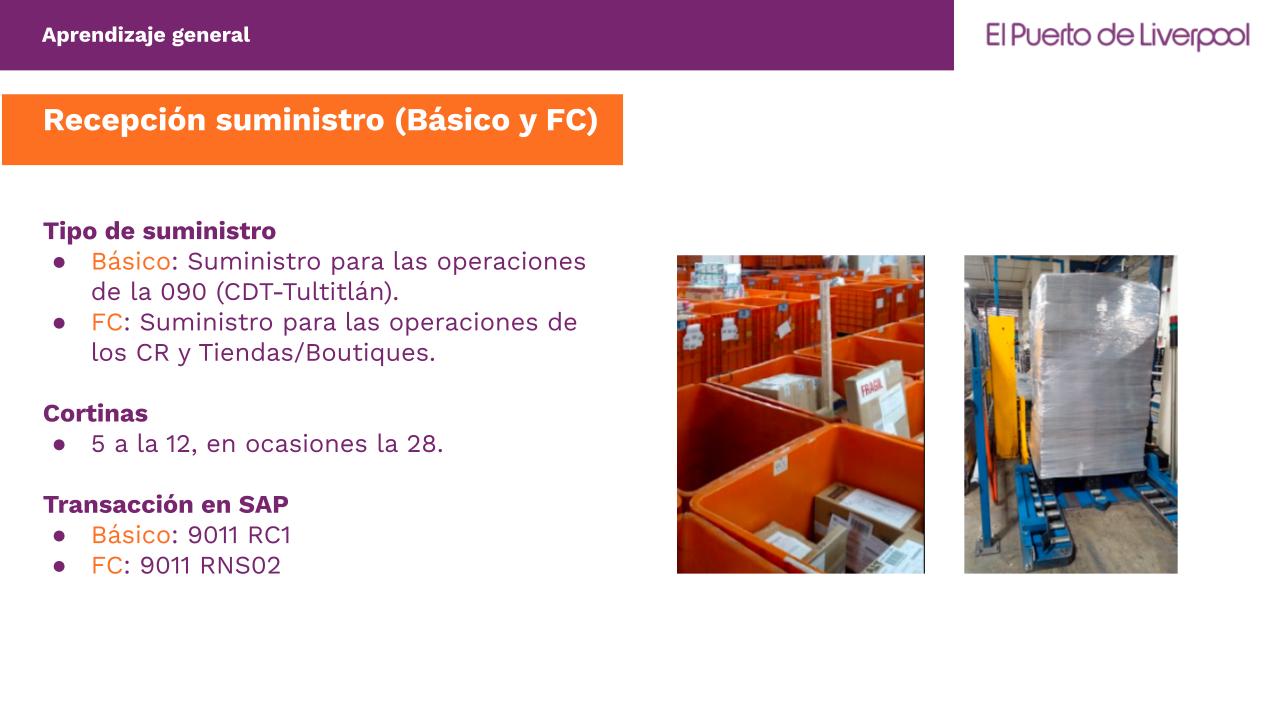 Aprendizaje general
El Puerto de Liverpool
Recepción suministro (Básico y FC)
Tipo de suministro
● Básico: Suministro para las operaciones
de la 090 (CDT-Tultitlán).
● FC: Suministro para las operaciones de
los CR y Tiendas/Boutiques.
Cortinas
● 5 a la 12, en ocasiones la 28.
Transacción en SAP
● Básico: 9011 RC1
● FC: 9011 RNS02
FRAGIL